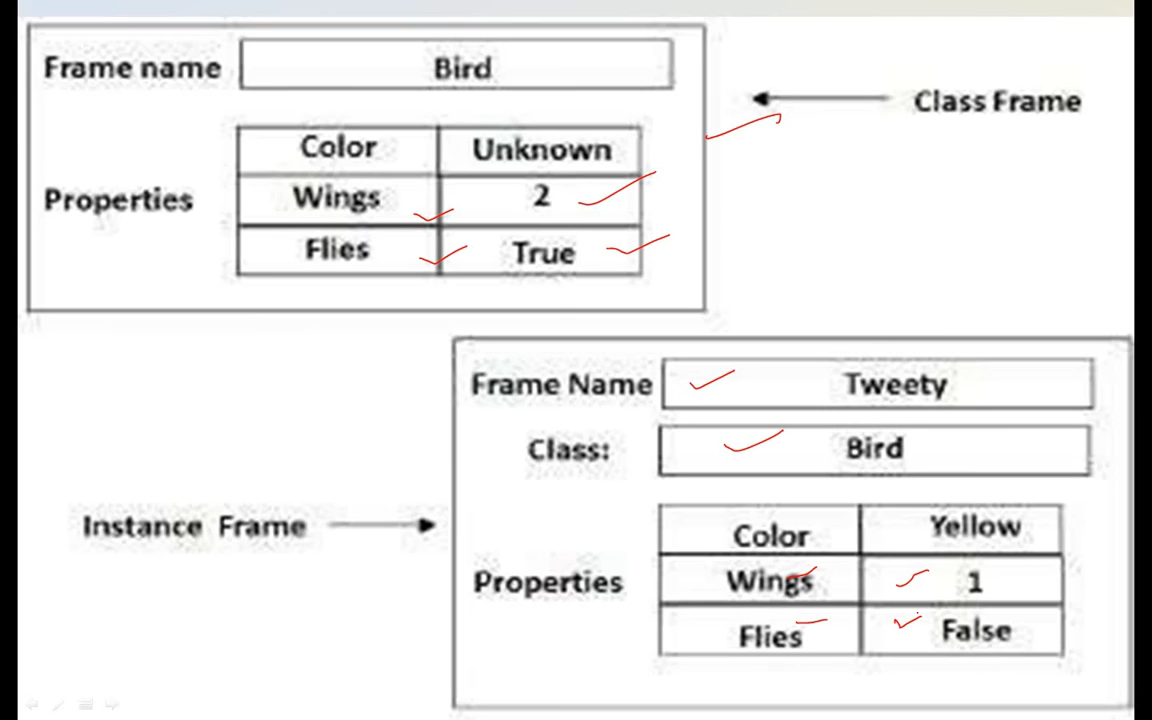 Frame name Bird
Class Frame
Color Unknown
Properties Wings 2
Flies True
Frame Name Tweety
Class: Bird
Instance Frame
Color Yellow
Properties Wings 1
Flies False